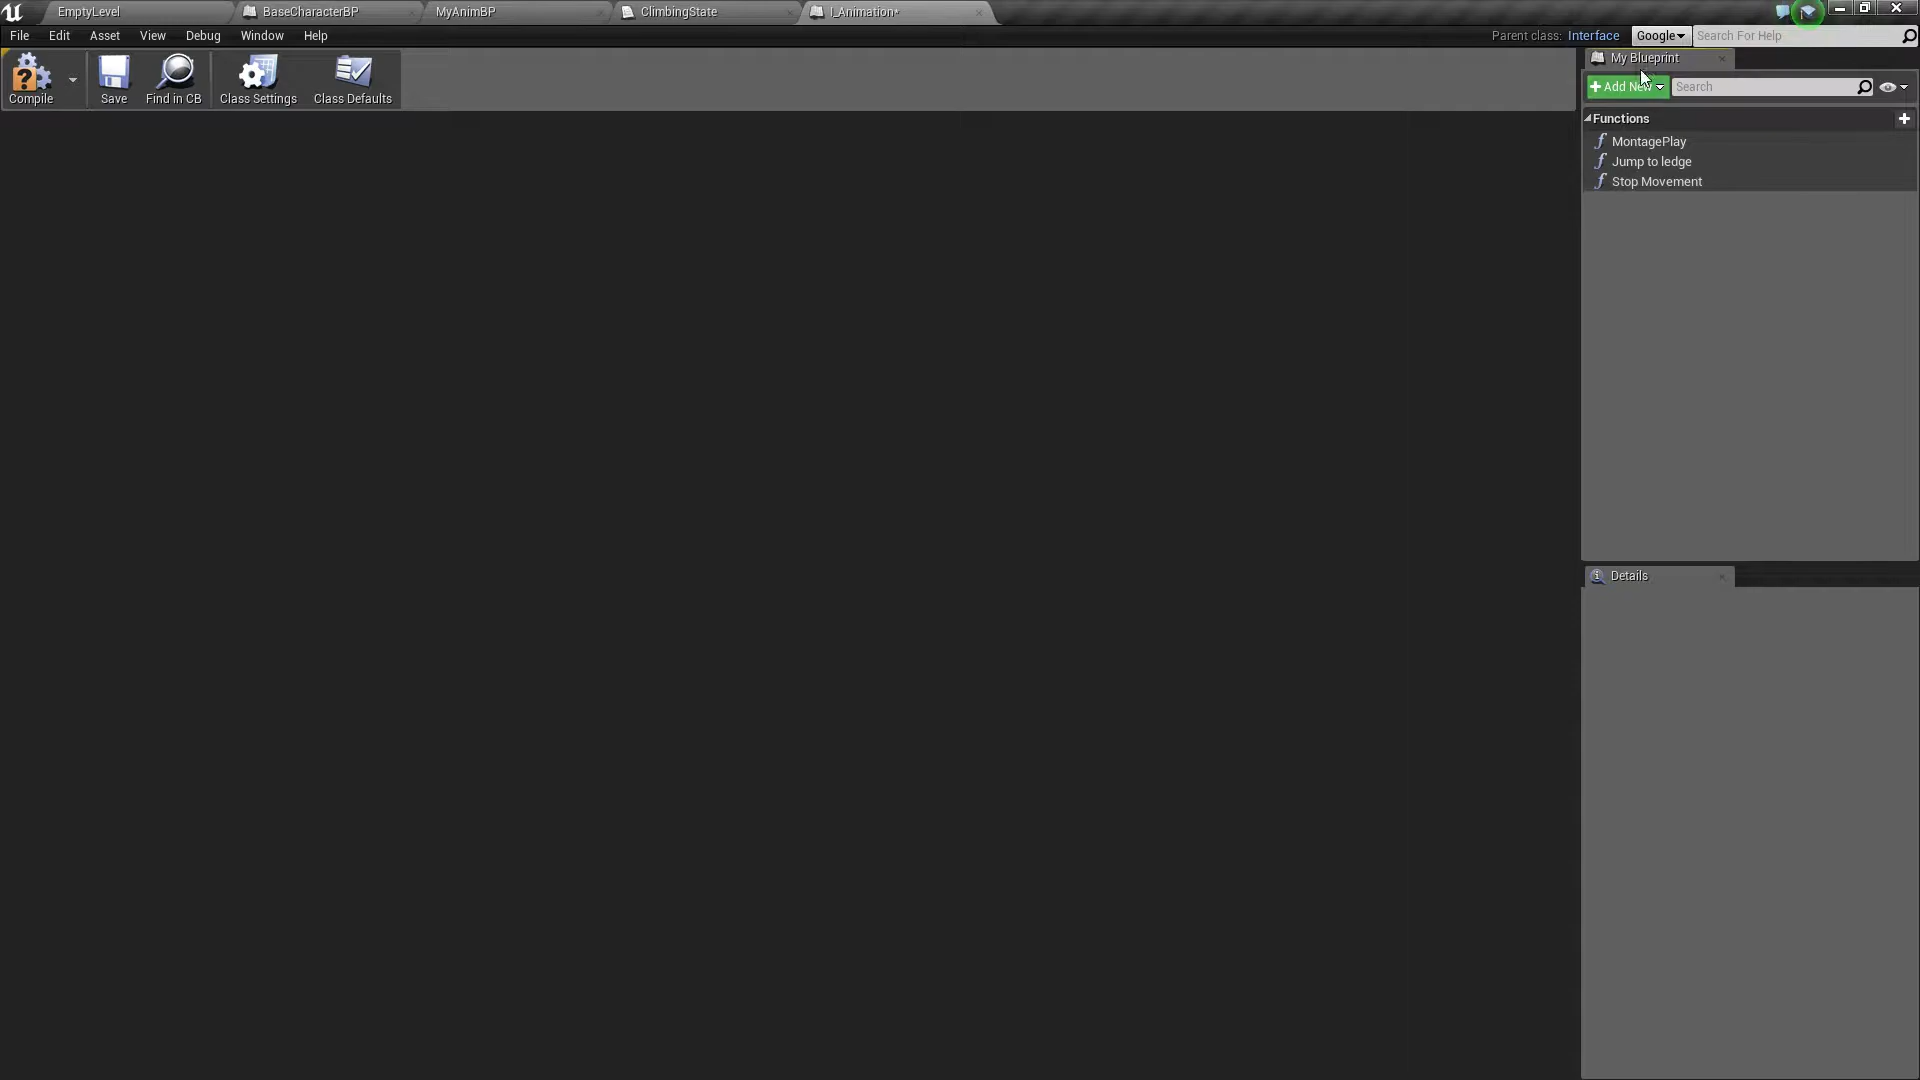 EmptyLevel BaseCharacterBP MyAnimBP ClimbingState I_Animation*
File Edit Asset View Debug Window Help Parent class: Interface Google Search For Help
My Blueprint
Compile Save Find in CB Class Settings Class Defaults
+ Add New Search
Functions
MontagePlay
Jump to ledge
Stop Movement
Details